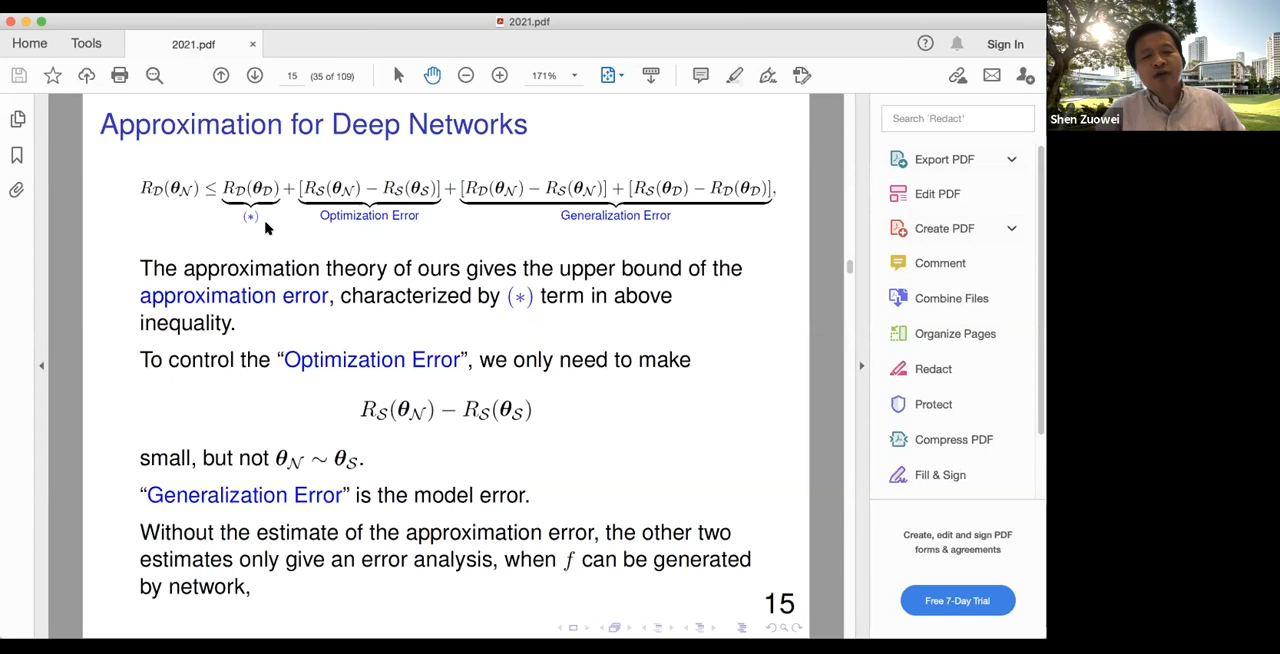 2021.pdf
Home Tools 2021.pdf × Sign In
15 (35 of 109) 171%
Approximation for Deep Networks
R_𝒟(θ_𝒩) ≤ R_𝒟(θ_𝒟) + [R_𝒮(θ_𝒩) − R_𝒮(θ_𝒮)] + [R_𝒟(θ_𝒩) − R_𝒮(θ_𝒩)] + [R_𝒮(θ_𝒟) − R_𝒟(θ_𝒟)],
(∗) Optimization Error Generalization Error
The approximation theory of ours gives the upper bound of the
approximation error, characterized by (∗) term in above
inequality.
To control the “Optimization Error”, we only need to make
R_𝒮(θ_𝒩) − R_𝒮(θ_𝒮)
small, but not θ_𝒩 ∼ θ_𝒮.
“Generalization Error” is the model error.
Without the estimate of the approximation error, the other two
estimates only give an error analysis, when f can be generated
by network,
15
Search 'Redact'
Export PDF
Edit PDF
Create PDF
Comment
Combine Files
Organize Pages
Redact
Protect
Compress PDF
Fill & Sign
Create, edit and sign PDF
forms & agreements
Free 7-Day Trial
Shen Zuowei